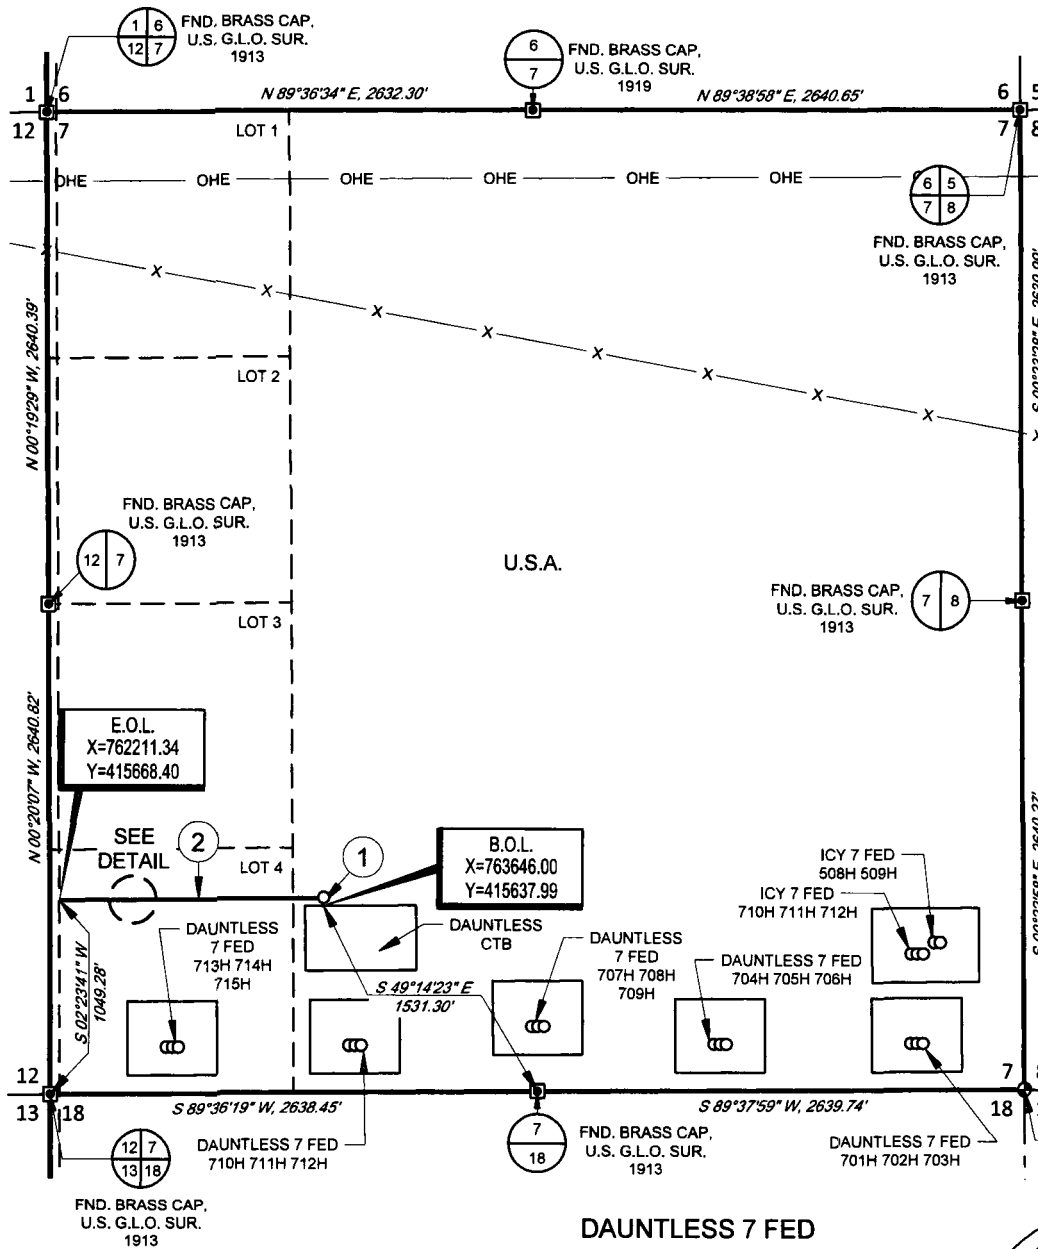 1 6
12 7
FND. BRASS CAP,
U.S. G.L.O. SUR.
1913
6
7
FND. BRASS CAP,
U.S. G.L.O. SUR.
1919
1 6
12 7
N 89°36'34" E, 2632.30'
N 89°38'58" E, 2640.65'
6 5
7 8
LOT 1
OHE OHE OHE OHE OHE OHE
6 5
7 8
FND. BRASS CAP,
U.S. G.L.O. SUR.
1913
X X X X X X X X X X
N 00°19'29" W, 2640.39'
LOT 2
FND. BRASS CAP,
U.S. G.L.O. SUR.
1913
12 7
U.S.A.
FND. BRASS CAP,
U.S. G.L.O. SUR.
1913
7 8
LOT 3
N 00°20'07" W, 2640.82'
E.O.L.
X=762211.34
Y=415668.40
SEE
DETAIL
2
LOT 4
1
B.O.L.
X=763646.00
Y=415637.99
ICY 7 FED
508H 509H
ICY 7 FED
710H 711H 712H
DAUNTLESS
7 FED
713H 714H
715H
DAUNTLESS
CTB
DAUNTLESS
7 FED
707H 708H
709H
DAUNTLESS 7 FED
704H 705H 706H
S 02°23'41" W
1049.28'
S 49°14'23" E
1531.30'
12
13 18
7
18
S 89°36'19" W, 2638.45'
S 89°37'59" W, 2639.74'
12 7
13 18
FND. BRASS CAP,
U.S. G.L.O. SUR.
1913
DAUNTLESS 7 FED
710H 711H 712H
7
18
FND. BRASS CAP,
U.S. G.L.O. SUR.
1913
DAUNTLESS 7 FED
701H 702H 703H
DAUNTLESS 7 FED